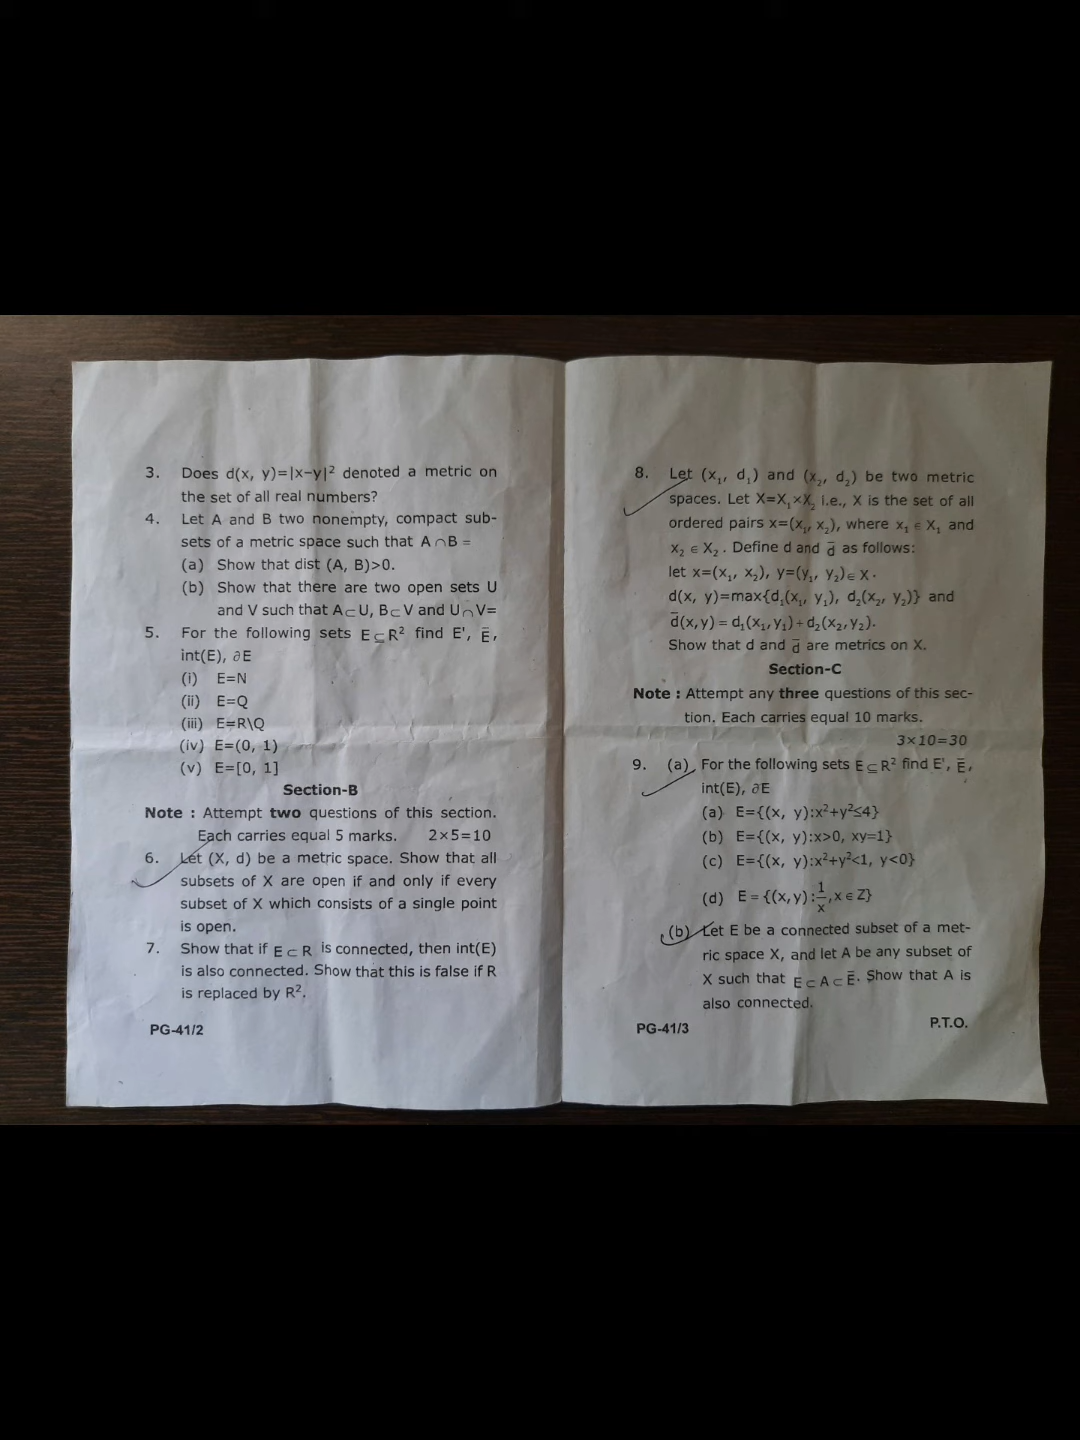 3. Does d(x, y)=|x−y|² denoted a metric on
the set of all real numbers?
4. Let A and B two nonempty, compact sub-
sets of a metric space such that A∩B =
(a) Show that dist (A, B)>0.
(b) Show that there are two open sets U
and V such that A⊂U, B⊂V and U∩V=
5. For the following sets E⊆R² find E', E̅,
int(E), ∂E
(i) E=N
(ii) E=Q
(iii) E=R\Q
(iv) E=(0, 1)
(v) E=[0, 1]
Section-B
Note : Attempt two questions of this section.
Each carries equal 5 marks. 2×5=10
6. Let (X, d) be a metric space. Show that all
subsets of X are open if and only if every
subset of X which consists of a single point
is open.
7. Show that if E⊂R is connected, then int(E)
is also connected. Show that this is false if R
is replaced by R².
PG-41/2
8. Let (x₁, d₁) and (x₂, d₂) be two metric
spaces. Let X=X₁×X₂ i.e., X is the set of all
ordered pairs x=(x₁, x₂), where x₁ ∈ X₁ and
x₂ ∈ X₂. Define d and d̅ as follows:
let x=(x₁, x₂), y=(y₁, y₂)∈X.
d(x, y)=max{d₁(x₁, y₁), d₂(x₂, y₂)} and
d̅(x,y) = d₁(x₁,y₁)+d₂(x₂,y₂).
Show that d and d̅ are metrics on X.
Section-C
Note : Attempt any three questions of this sec-
tion. Each carries equal 10 marks.
3×10=30
9. (a) For the following sets E⊆R² find E', E̅,
int(E), ∂E
(a) E={(x, y):x²+y²≤4}
(b) E={(x, y):x>0, xy=1}
(c) E={(x, y):x²+y²<1, y<0}
(d) E = {(x,y):1/x,x∈Z}
(b) Let E be a connected subset of a met-
ric space X, and let A be any subset of
X such that E⊂A⊂E̅. Show that A is
also connected.
PG-41/3 P.T.O.